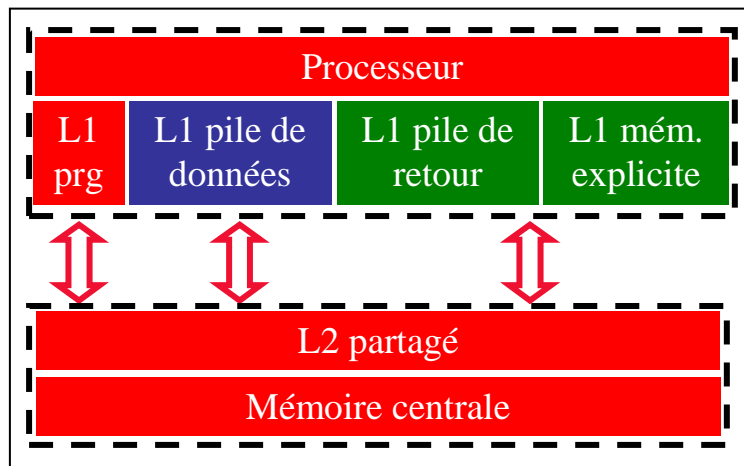 Processeur
L1 prg
L1 pile de données
L1 pile de retour
L1 mém. explicite
L2 partagé
Mémoire centrale